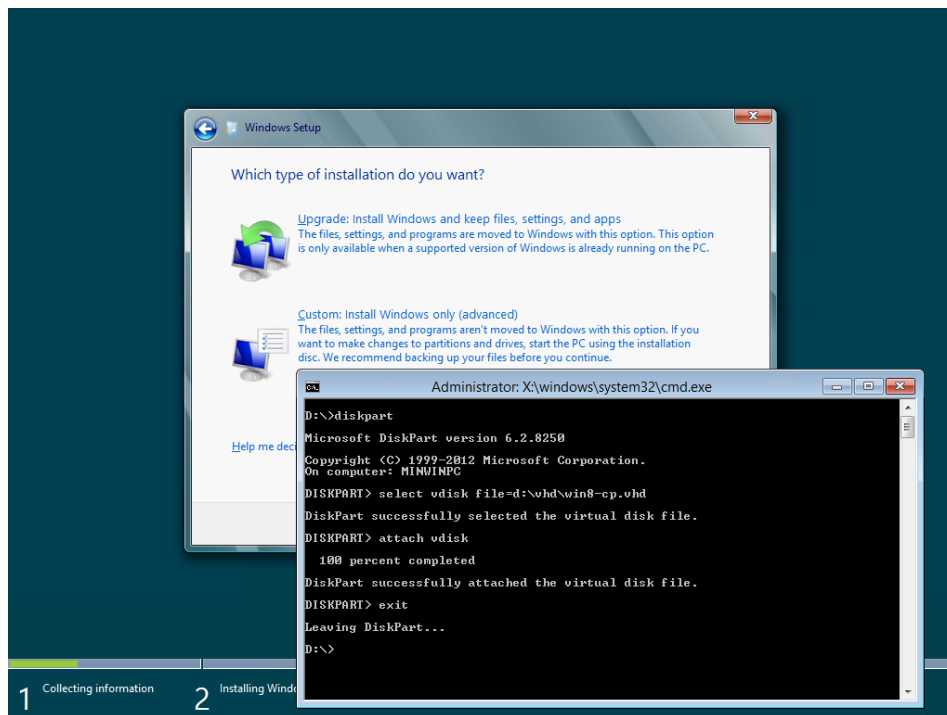 Windows Setup
Which type of installation do you want?
Upgrade: Install Windows and keep files, settings, and apps
The files, settings, and programs are moved to Windows with this option. This option
is only available when a supported version of Windows is already running on the PC.
Custom: Install Windows only (advanced)
The files, settings, and programs aren't moved to Windows with this option. If you
want to make changes to partitions and drives, start the PC using the installation
disc. We recommend backing up your files before you continue.
Help me deci
Administrator: X:\windows\system32\cmd.exe
D:\>diskpart
Microsoft DiskPart version 6.2.8250
Copyright (C) 1999-2012 Microsoft Corporation.
On computer: MINWINPC
DISKPART> select vdisk file=d:\vhd\win8-cp.vhd
DiskPart successfully selected the virtual disk file.
DISKPART> attach vdisk
100 percent completed
DiskPart successfully attached the virtual disk file.
DISKPART> exit
Leaving DiskPart...
D:\>
1 Collecting information
2 Installing Windo